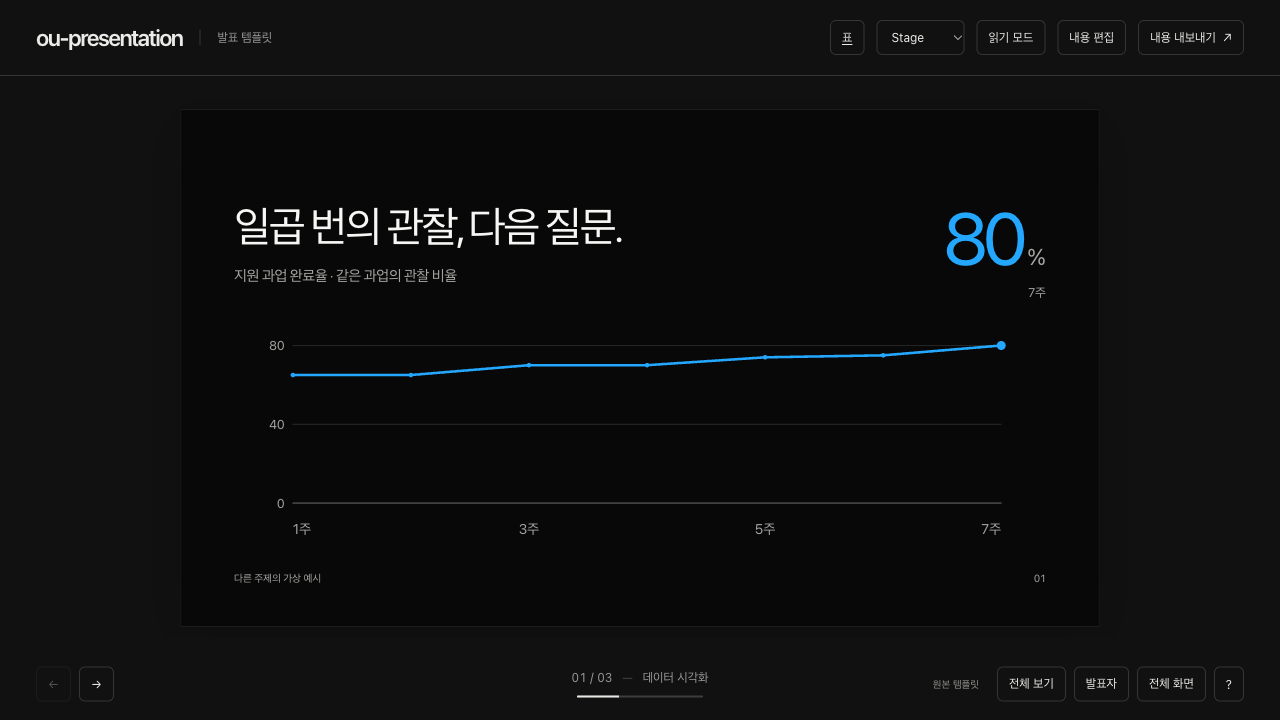 ou-presentation | 발표 템플릿
표 Stage 읽기 모드 내용 편집 내용 내보내기 ↗
일곱 번의 관찰, 다음 질문.
지원 과업 완료율 · 같은 과업의 관찰 비율
80%
7주
80
40
0
1주 3주 5주 7주
다른 주제의 가상 예시 01
← → 01 / 03 — 데이터 시각화 원본 템플릿 전체 보기 발표자 전체 화면 ?